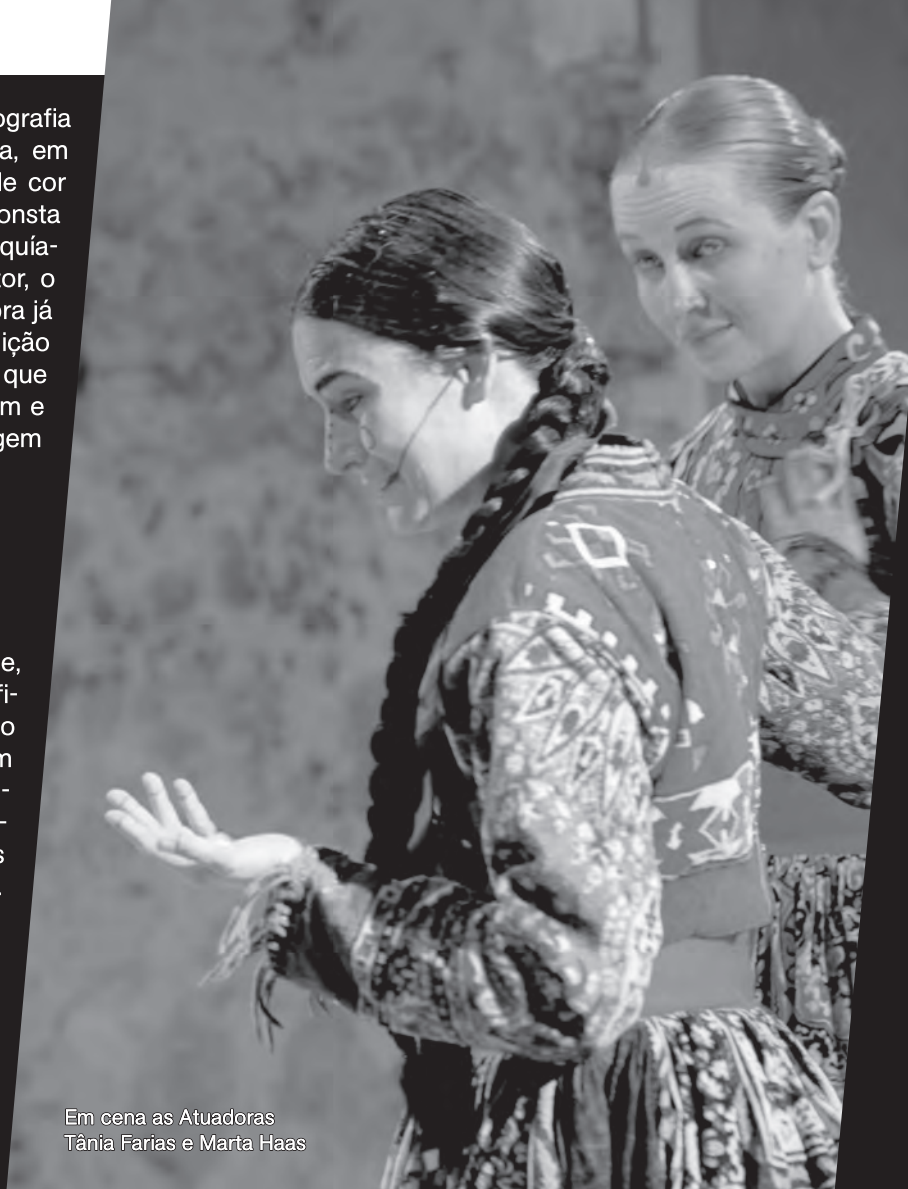 ografia
a, em
le cor
onsta
quía-
tor, o
ora já
ição
que
m e
gem
e,
fi-
o
m
-
-
s
.
Em cena as Atuadoras
Tânia Farias e Marta Haas